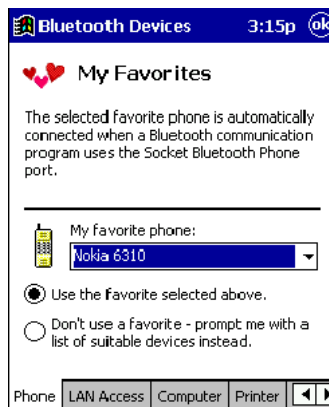 Bluetooth Devices 3:15p ok
My Favorites
The selected favorite phone is automatically
connected when a Bluetooth communication
program uses the Socket Bluetooth Phone
port.
My favorite phone:
Nokia 6310
Use the favorite selected above.
Don't use a favorite - prompt me with a
list of suitable devices instead.
Phone LAN Access Computer Printer